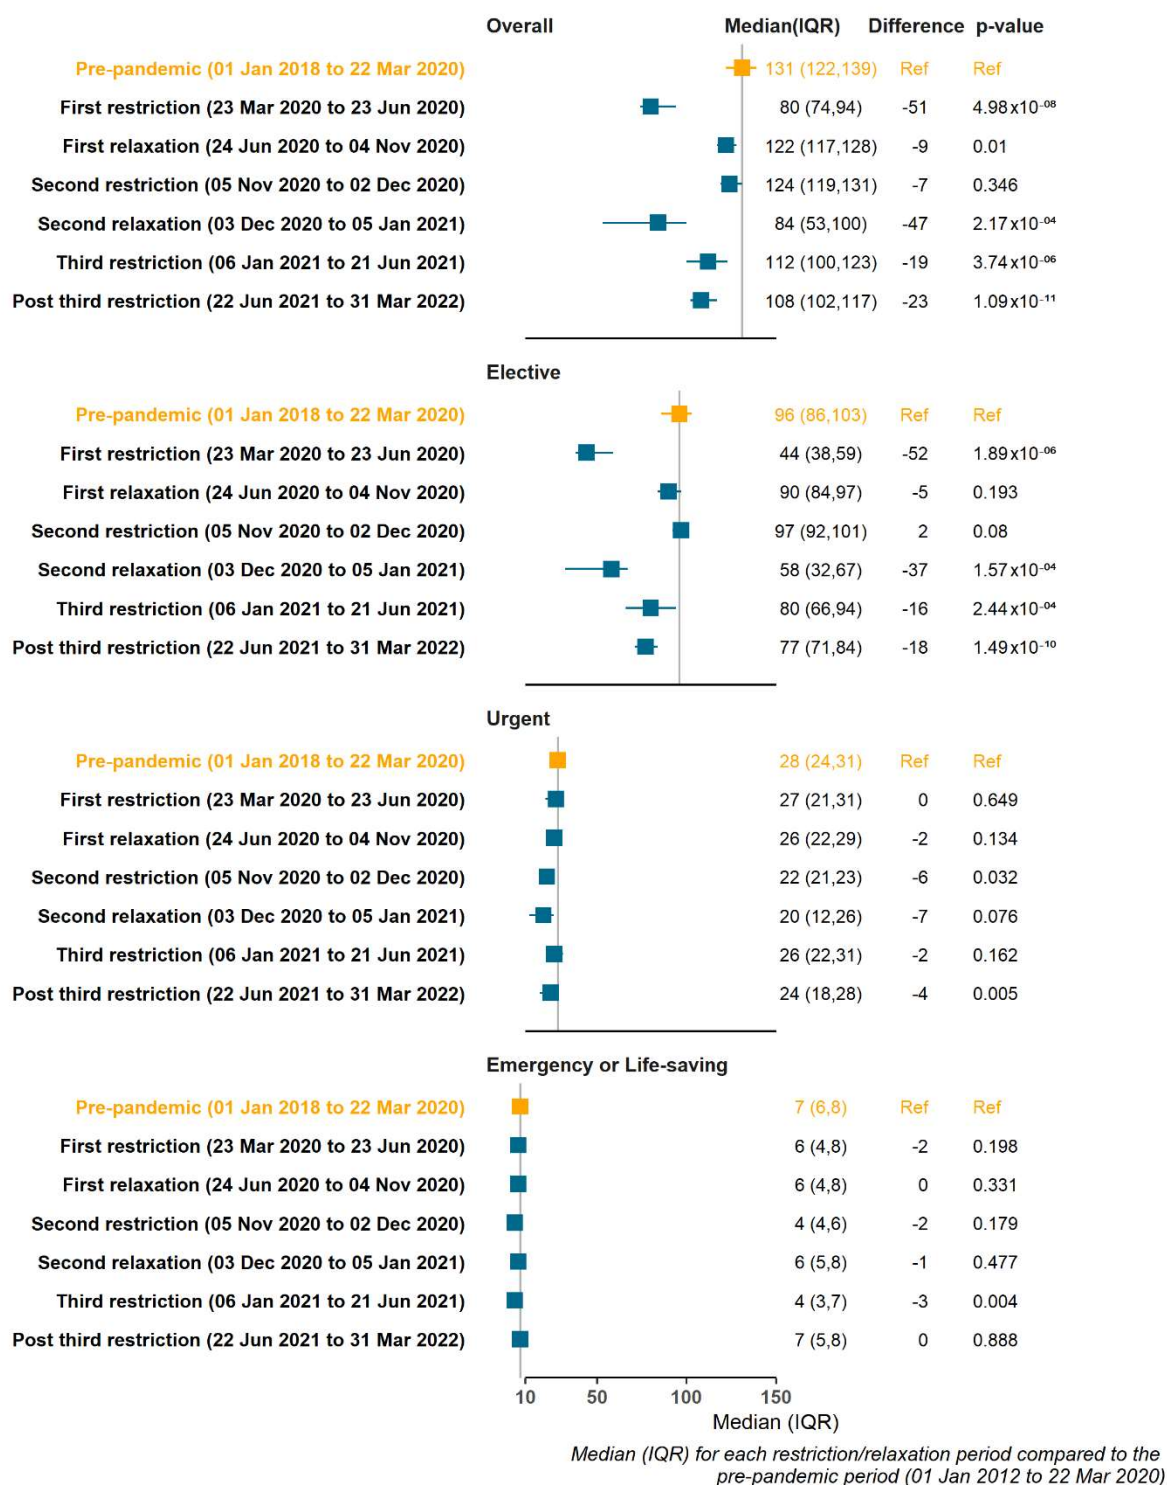 Overall Median(IQR) Difference p-value
Pre-pandemic (01 Jan 2018 to 22 Mar 2020) 131 (122,139) Ref Ref
First restriction (23 Mar 2020 to 23 Jun 2020) 80 (74,94) -51 4.98x10⁻⁰⁸
First relaxation (24 Jun 2020 to 04 Nov 2020) 122 (117,128) -9 0.01
Second restriction (05 Nov 2020 to 02 Dec 2020) 124 (119,131) -7 0.346
Second relaxation (03 Dec 2020 to 05 Jan 2021) 84 (53,100) -47 2.17x10⁻⁰⁴
Third restriction (06 Jan 2021 to 21 Jun 2021) 112 (100,123) -19 3.74x10⁻⁰⁶
Post third restriction (22 Jun 2021 to 31 Mar 2022) 108 (102,117) -23 1.09x10⁻¹¹
Elective
Pre-pandemic (01 Jan 2018 to 22 Mar 2020) 96 (86,103) Ref Ref
First restriction (23 Mar 2020 to 23 Jun 2020) 44 (38,59) -52 1.89x10⁻⁰⁶
First relaxation (24 Jun 2020 to 04 Nov 2020) 90 (84,97) -5 0.193
Second restriction (05 Nov 2020 to 02 Dec 2020) 97 (92,101) 2 0.08
Second relaxation (03 Dec 2020 to 05 Jan 2021) 58 (32,67) -37 1.57x10⁻⁰⁴
Third restriction (06 Jan 2021 to 21 Jun 2021) 80 (66,94) -16 2.44x10⁻⁰⁴
Post third restriction (22 Jun 2021 to 31 Mar 2022) 77 (71,84) -18 1.49x10⁻¹⁰
Urgent
Pre-pandemic (01 Jan 2018 to 22 Mar 2020) 28 (24,31) Ref Ref
First restriction (23 Mar 2020 to 23 Jun 2020) 27 (21,31) 0 0.649
First relaxation (24 Jun 2020 to 04 Nov 2020) 26 (22,29) -2 0.134
Second restriction (05 Nov 2020 to 02 Dec 2020) 22 (21,23) -6 0.032
Second relaxation (03 Dec 2020 to 05 Jan 2021) 20 (12,26) -7 0.076
Third restriction (06 Jan 2021 to 21 Jun 2021) 26 (22,31) -2 0.162
Post third restriction (22 Jun 2021 to 31 Mar 2022) 24 (18,28) -4 0.005
Emergency or Life-saving
Pre-pandemic (01 Jan 2018 to 22 Mar 2020) 7 (6,8) Ref Ref
First restriction (23 Mar 2020 to 23 Jun 2020) 6 (4,8) -2 0.198
First relaxation (24 Jun 2020 to 04 Nov 2020) 6 (4,8) 0 0.331
Second restriction (05 Nov 2020 to 02 Dec 2020) 4 (4,6) -2 0.179
Second relaxation (03 Dec 2020 to 05 Jan 2021) 6 (5,8) -1 0.477
Third restriction (06 Jan 2021 to 21 Jun 2021) 4 (3,7) -3 0.004
Post third restriction (22 Jun 2021 to 31 Mar 2022) 7 (5,8) 0 0.888
10 50 100 150
Median (IQR)
Median (IQR) for each restriction/relaxation period compared to the
pre-pandemic period (01 Jan 2012 to 22 Mar 2020)